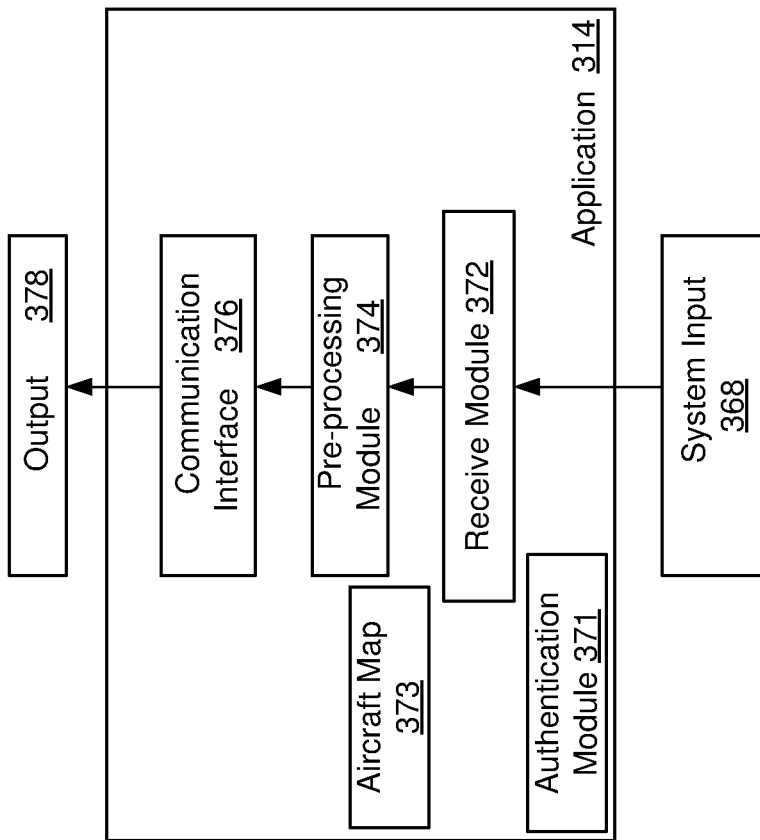 System Input
368
Application 314
Authentication
Module 371
Receive Module 372
Aircraft Map
373
Pre-processing
Module 374
Communication
Interface 376
Output 378